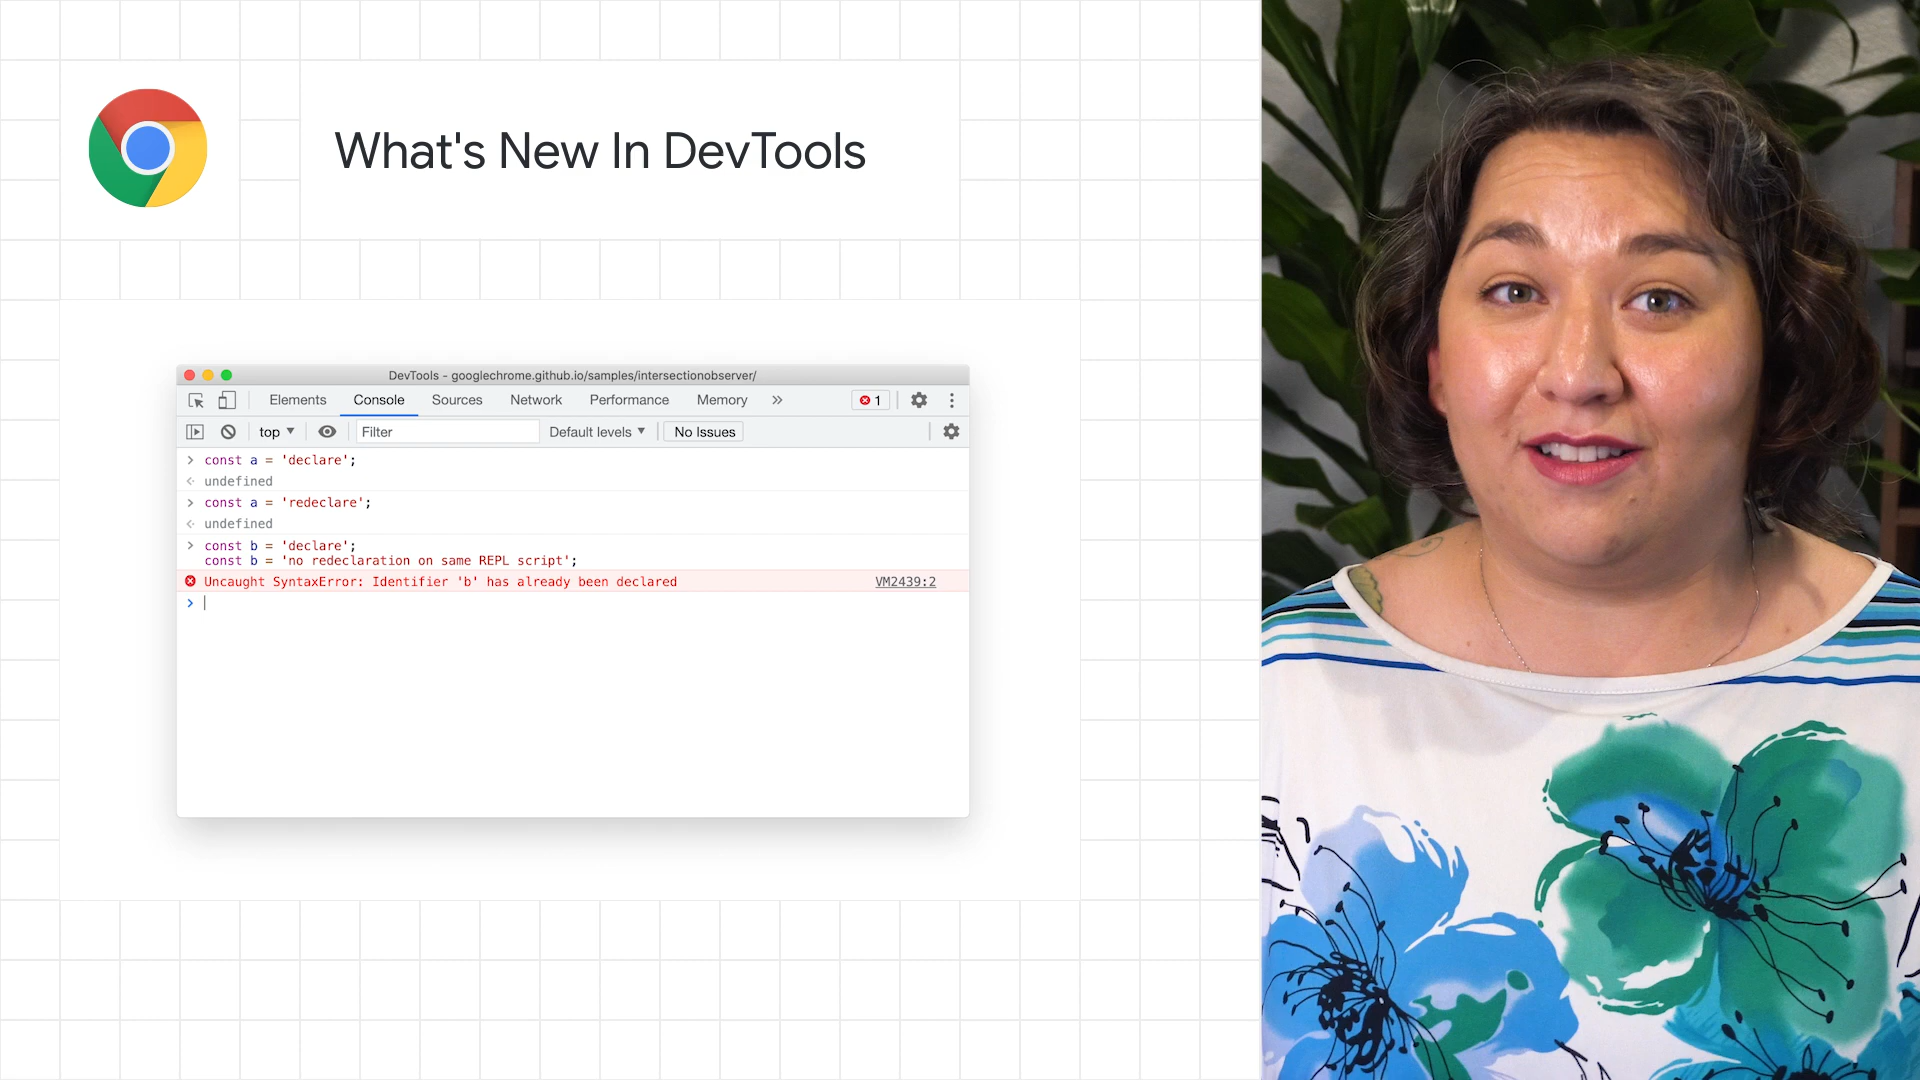 What's New In DevTools
DevTools - googlechrome.github.io/samples/intersectionobserver/
Elements Console Sources Network Performance Memory » 1
top Filter Default levels No Issues
const a = 'declare';
undefined
const a = 'redeclare';
undefined
const b = 'declare';
const b = 'no redeclaration on same REPL script';
Uncaught SyntaxError: Identifier 'b' has already been declared VM2439:2